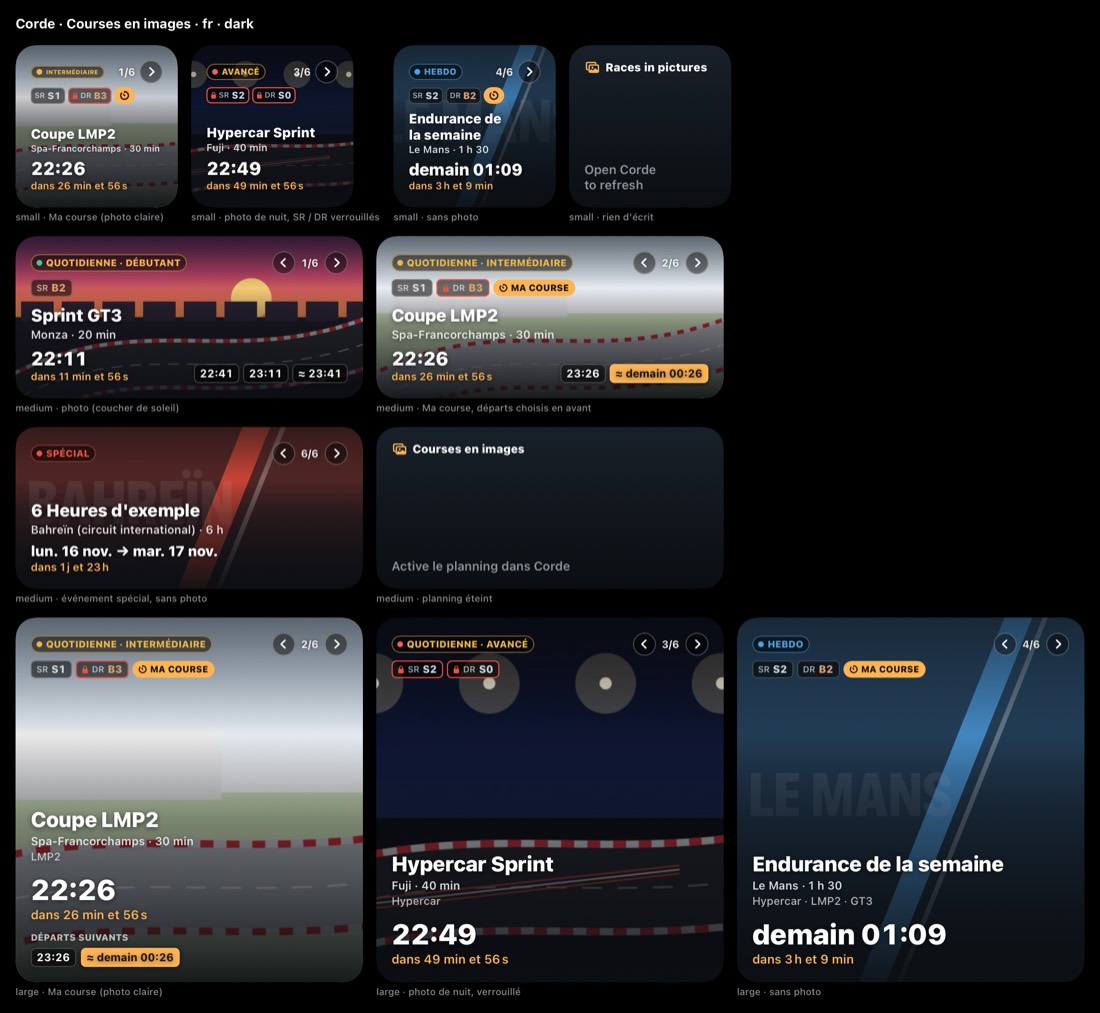 Corde · Courses en images · fr · dark
INTERMÉDIAIRE 1/6
SR S1 DR B3
Coupe LMP2
Spa-Francorchamps · 30 min
22:26
dans 26 min et 56 s
small · Ma course (photo claire)
AVANCÉ 3/6
SR S2 DR S0
Hypercar Sprint
Fuji · 40 min
22:49
dans 49 min et 56 s
small · photo de nuit, SR / DR verrouillés
HEBDO 4/6
SR S2 DR B2
Endurance de
la semaine
Le Mans · 1 h 30
demain 01:09
dans 3 h et 9 min
small · sans photo
Races in pictures
Open Corde
to refresh
small · rien d'écrit
QUOTIDIENNE · DÉBUTANT 1/6
SR B2
Sprint GT3
Monza · 20 min
22:11
dans 11 min et 56 s
22:41 23:11 ≈ 23:41
medium · photo (coucher de soleil)
QUOTIDIENNE · INTERMÉDIAIRE 2/6
SR S1 DR B3 MA COURSE
Coupe LMP2
Spa-Francorchamps · 30 min
22:26
dans 26 min et 56 s
23:26 ≈ demain 00:26
medium · Ma course, départs choisis en avant
SPÉCIAL 6/6
BAHREÏN
6 Heures d'exemple
Bahreïn (circuit international) · 6 h
lun. 16 nov. → mar. 17 nov.
dans 1 j et 23 h
medium · événement spécial, sans photo
Courses en images
Active le planning dans Corde
medium · planning éteint
QUOTIDIENNE · INTERMÉDIAIRE 2/6
SR S1 DR B3 MA COURSE
Coupe LMP2
Spa-Francorchamps · 30 min
LMP2
22:26
dans 26 min et 56 s
DÉPARTS SUIVANTS
23:26 ≈ demain 00:26
large · Ma course (photo claire)
QUOTIDIENNE · AVANCÉ 3/6
SR S2 DR S0
Hypercar Sprint
Fuji · 40 min
Hypercar
22:49
dans 49 min et 56 s
large · photo de nuit, verrouillé
HEBDO 4/6
SR S2 DR B2 MA COURSE
LE MANS
Endurance de la semaine
Le Mans · 1 h 30
Hypercar · LMP2 · GT3
demain 01:09
dans 3 h et 9 min
large · sans photo